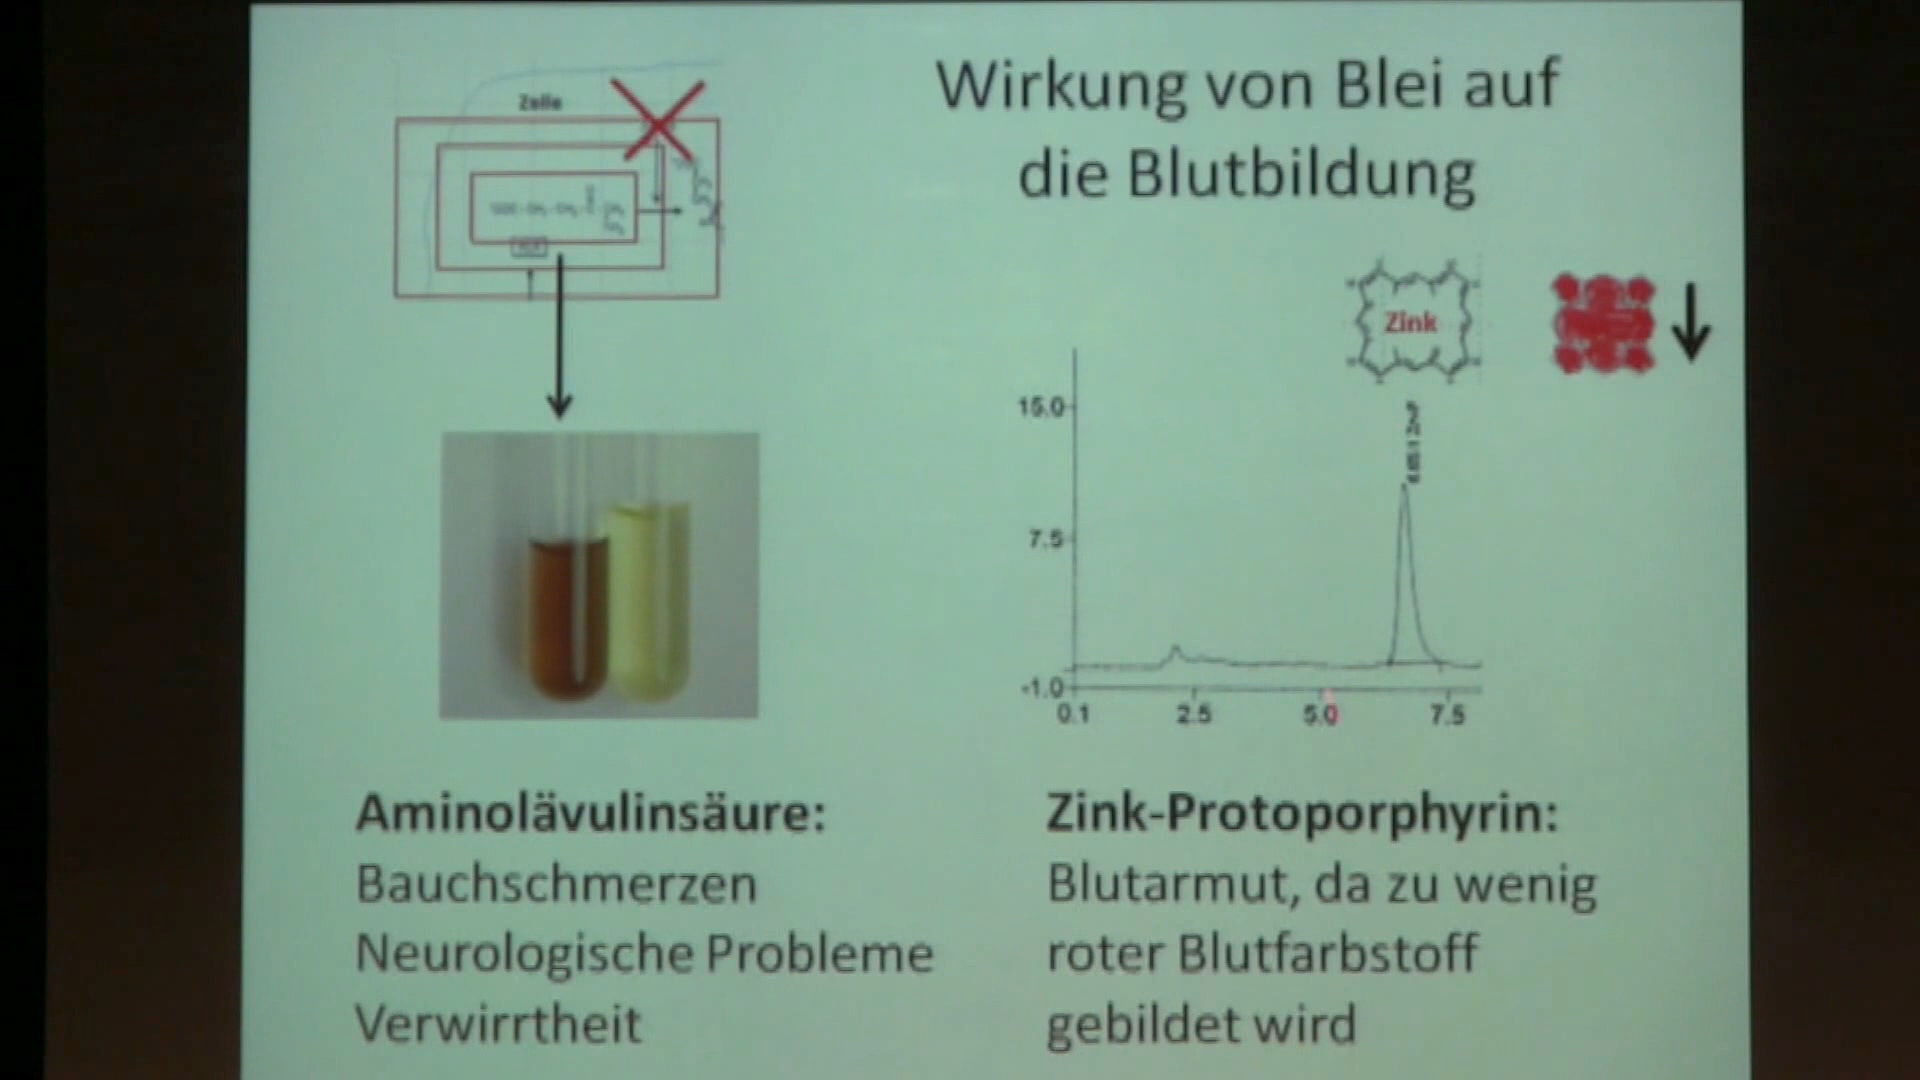 Wirkung von Blei auf
die Blutbildung
Zelle
Zink
15.0
7.5
-1.0
0.1
2.5
5.0
7.5
Aminolävulinsäure:
Bauchschmerzen
Neurologische Probleme
Verwirrtheit
Zink-Protoporphyrin:
Blutarmut, da zu wenig
roter Blutfarbstoff
gebildet wird